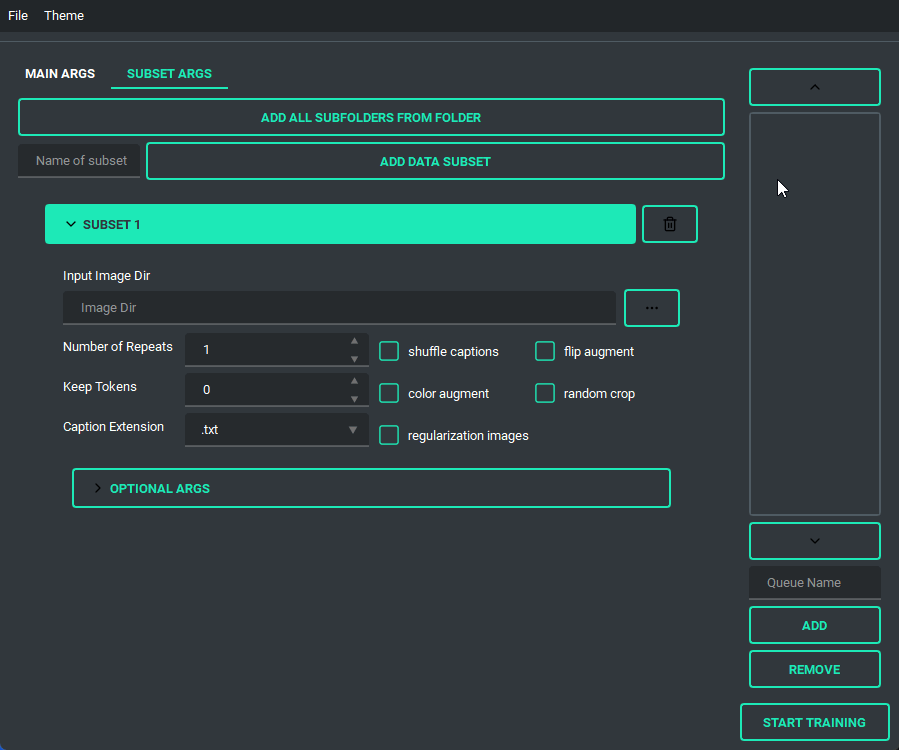 File Theme
MAIN ARGS SUBSET ARGS
ADD ALL SUBFOLDERS FROM FOLDER
Name of subset ADD DATA SUBSET
SUBSET 1
Input Image Dir
Image Dir ...
Number of Repeats 1 shuffle captions flip augment
Keep Tokens 0 color augment random crop
Caption Extension .txt regularization images
OPTIONAL ARGS
Queue Name
ADD
REMOVE
START TRAINING